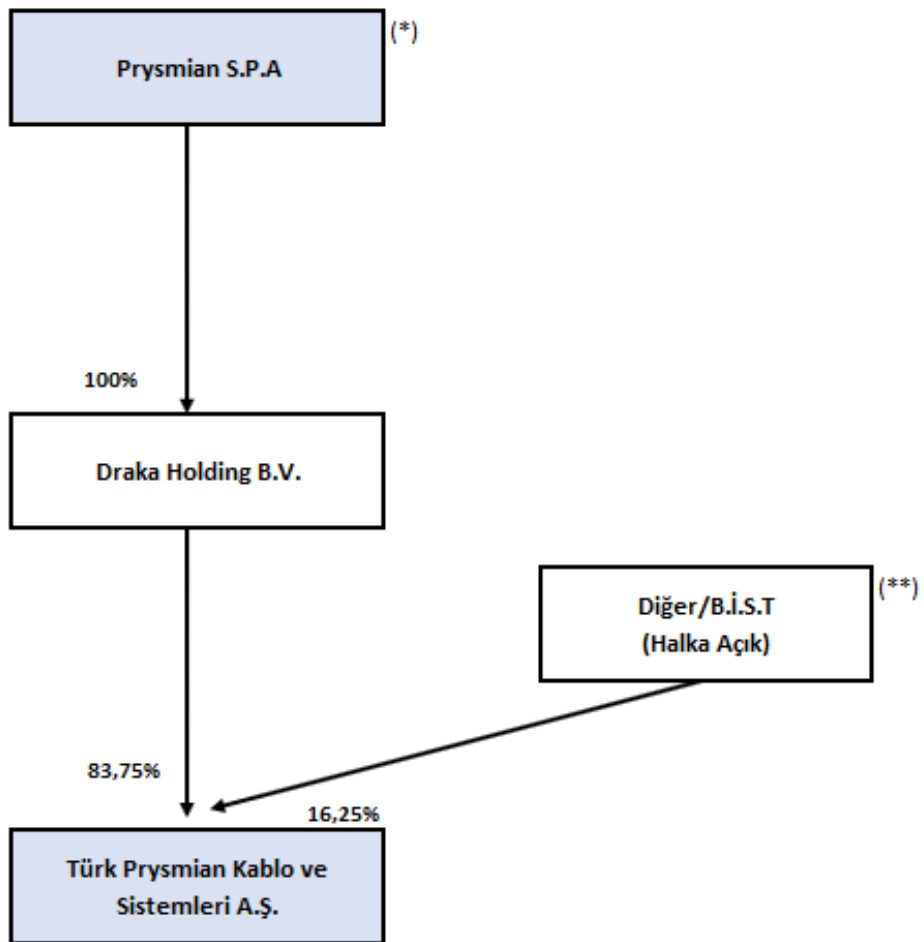 Prysmian S.P.A
(*)
100%
Draka Holding B.V.
Diğer/B.İ.S.T
(Halka Açık)
(**)
83,75%
16,25%
Türk Prysmian Kablo ve
Sistemleri A.Ş.